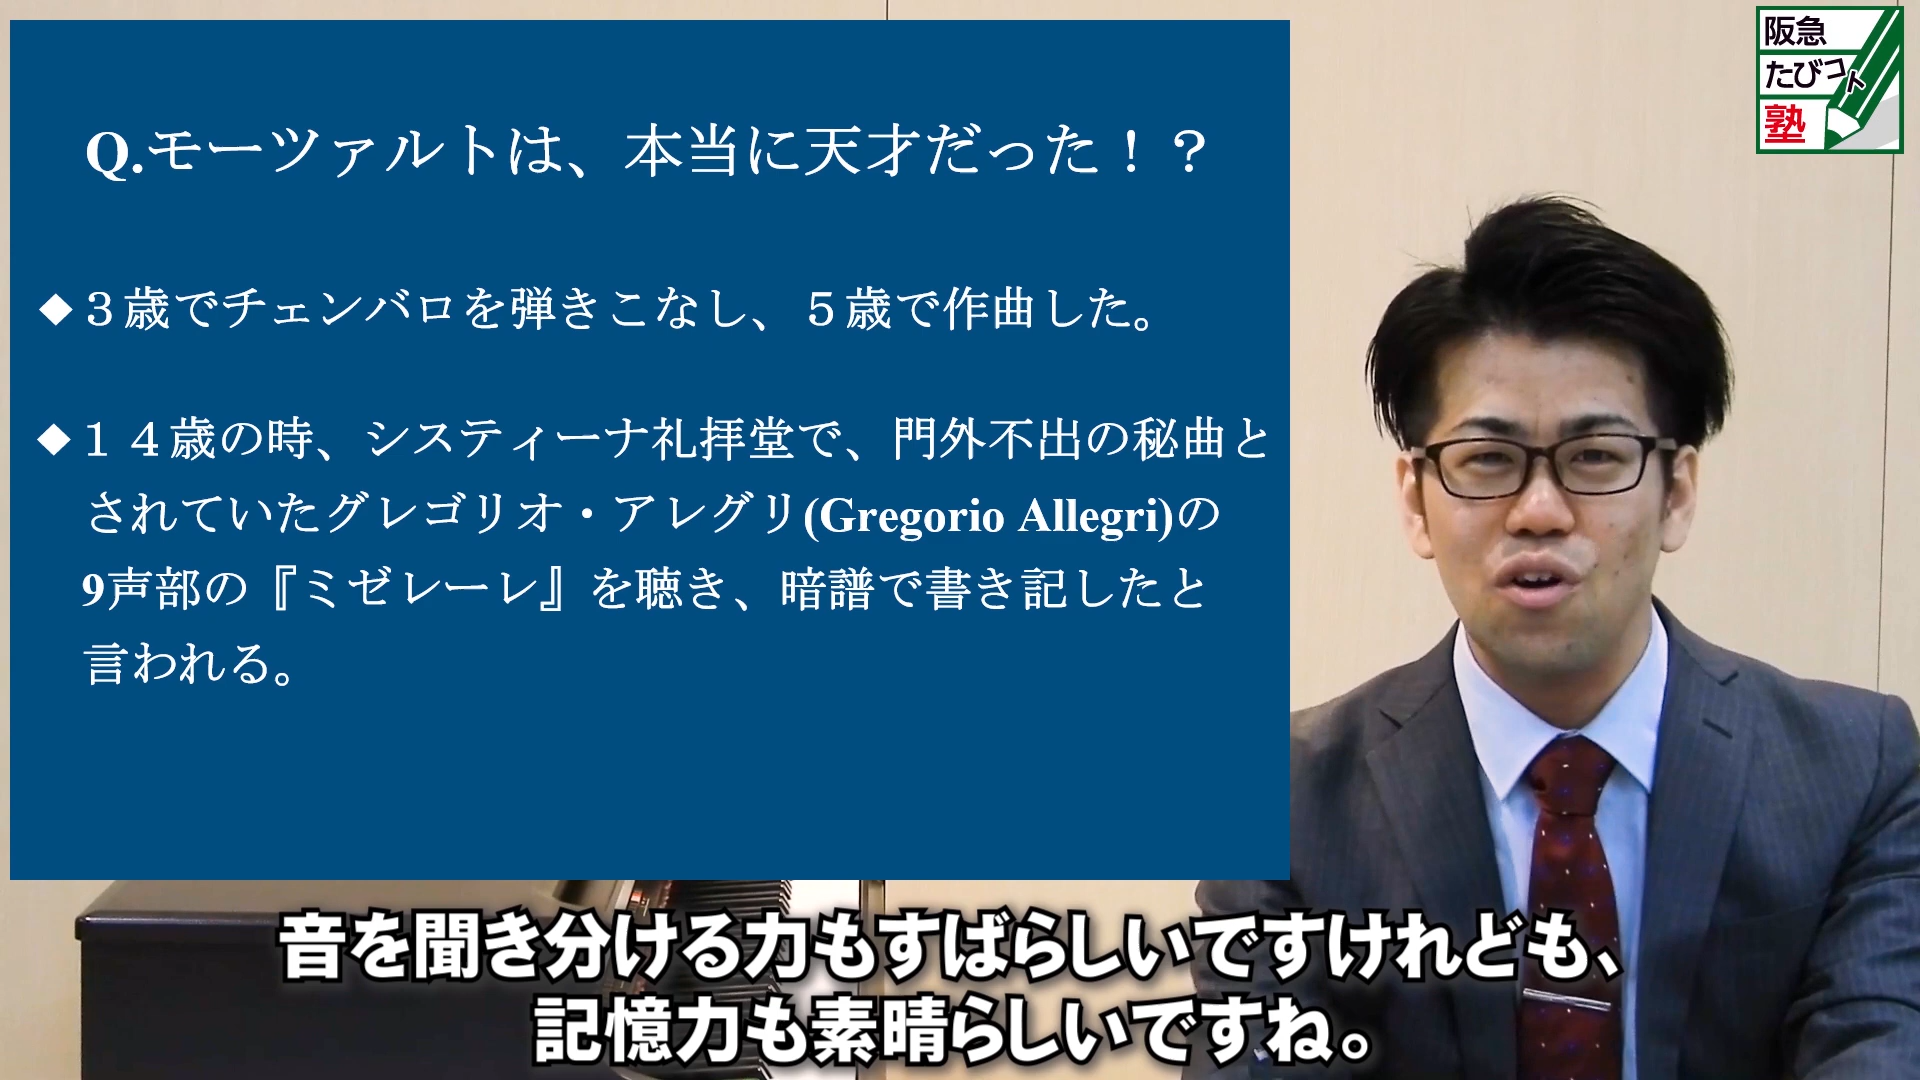 阪急
たびコト
塾
Q.モーツァルトは、本当に天才だった！？
◆３歳でチェンバロを弾きこなし、５歳で作曲した。
◆１４歳の時、システィーナ礼拝堂で、門外不出の秘曲と
されていたグレゴリオ・アレグリ(Gregorio Allegri)の
9声部の『ミゼレーレ』を聴き、暗譜で書き記したと
言われる。
音を聞き分ける力もすばらしいですけれども、
記憶力も素晴らしいですね。